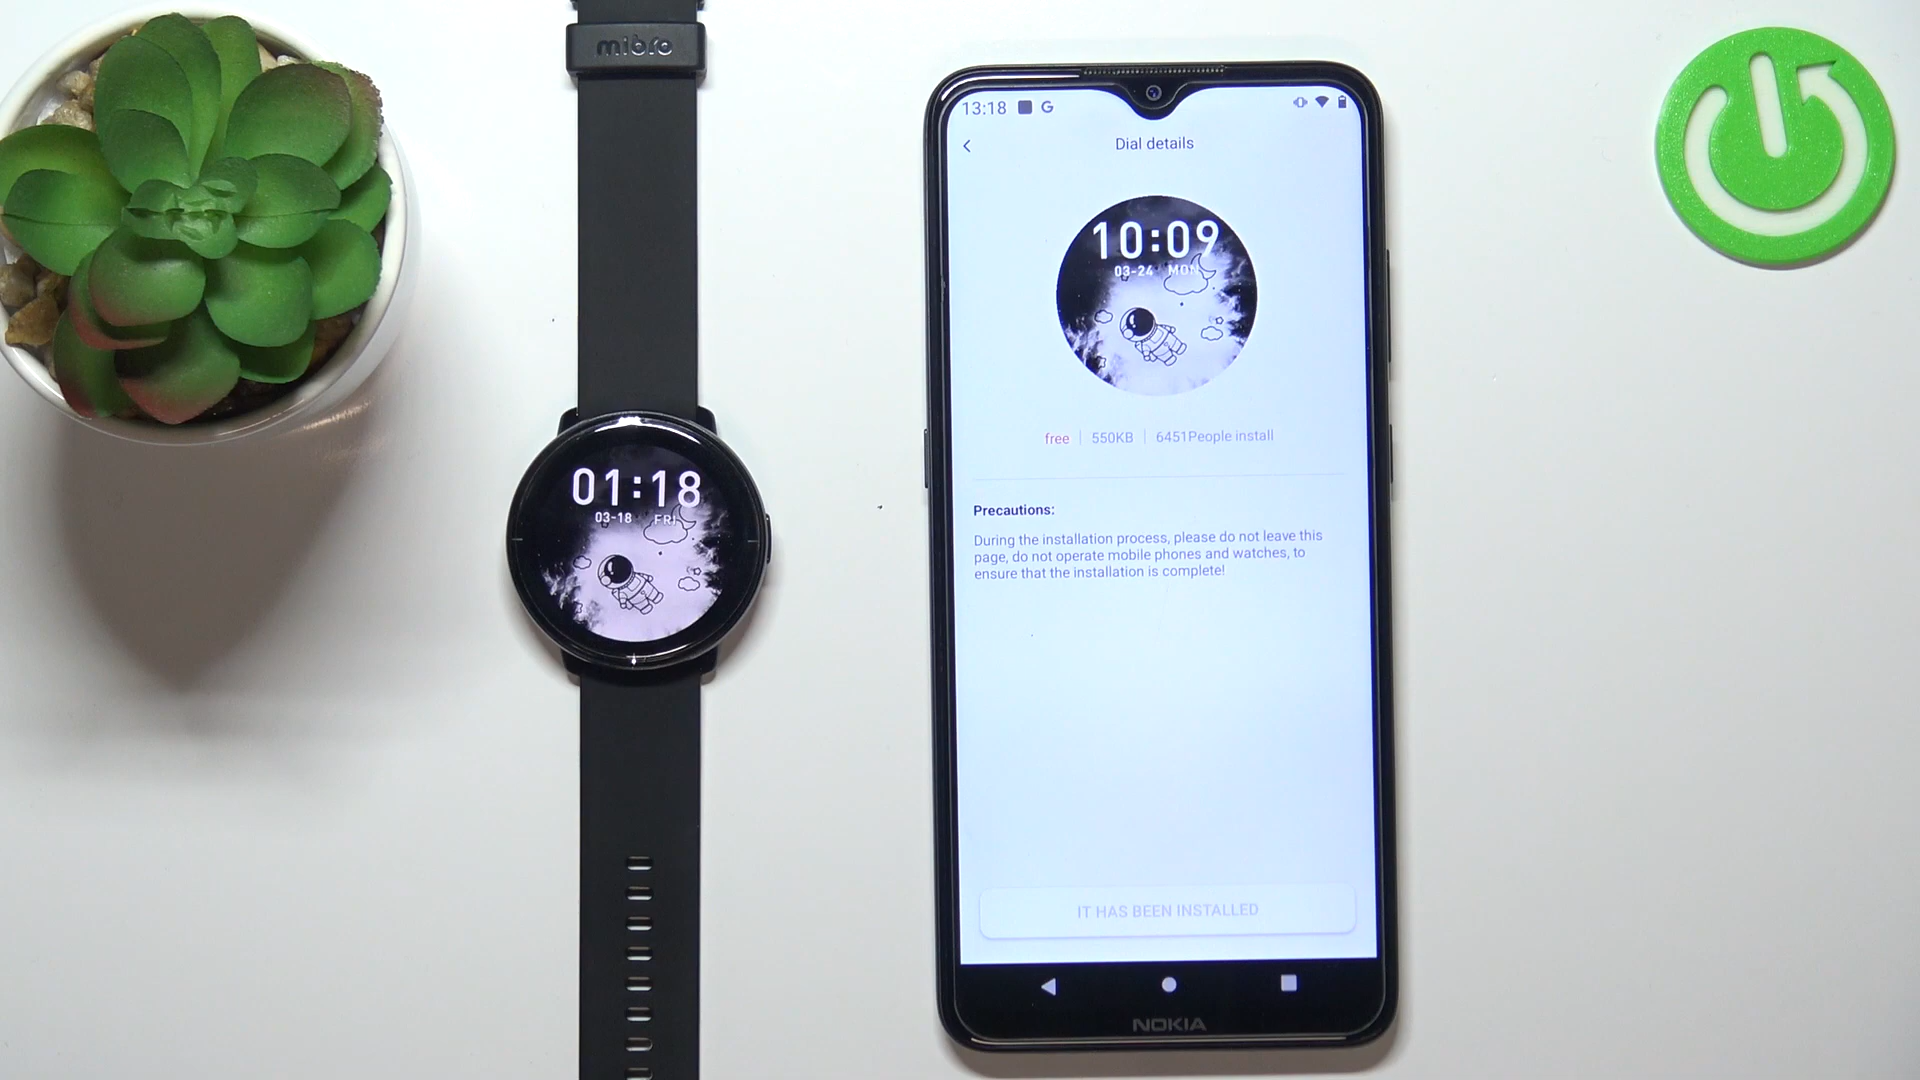 mibro
01:18
03-18 FRI
13:18 G
Dial details
10:09
03-24 MON
free | 550KB | 6451People install
Precautions:
During the installation process, please do not leave this
page, do not operate mobile phones and watches, to
ensure that the installation is complete!
IT HAS BEEN INSTALLED
NOKIA